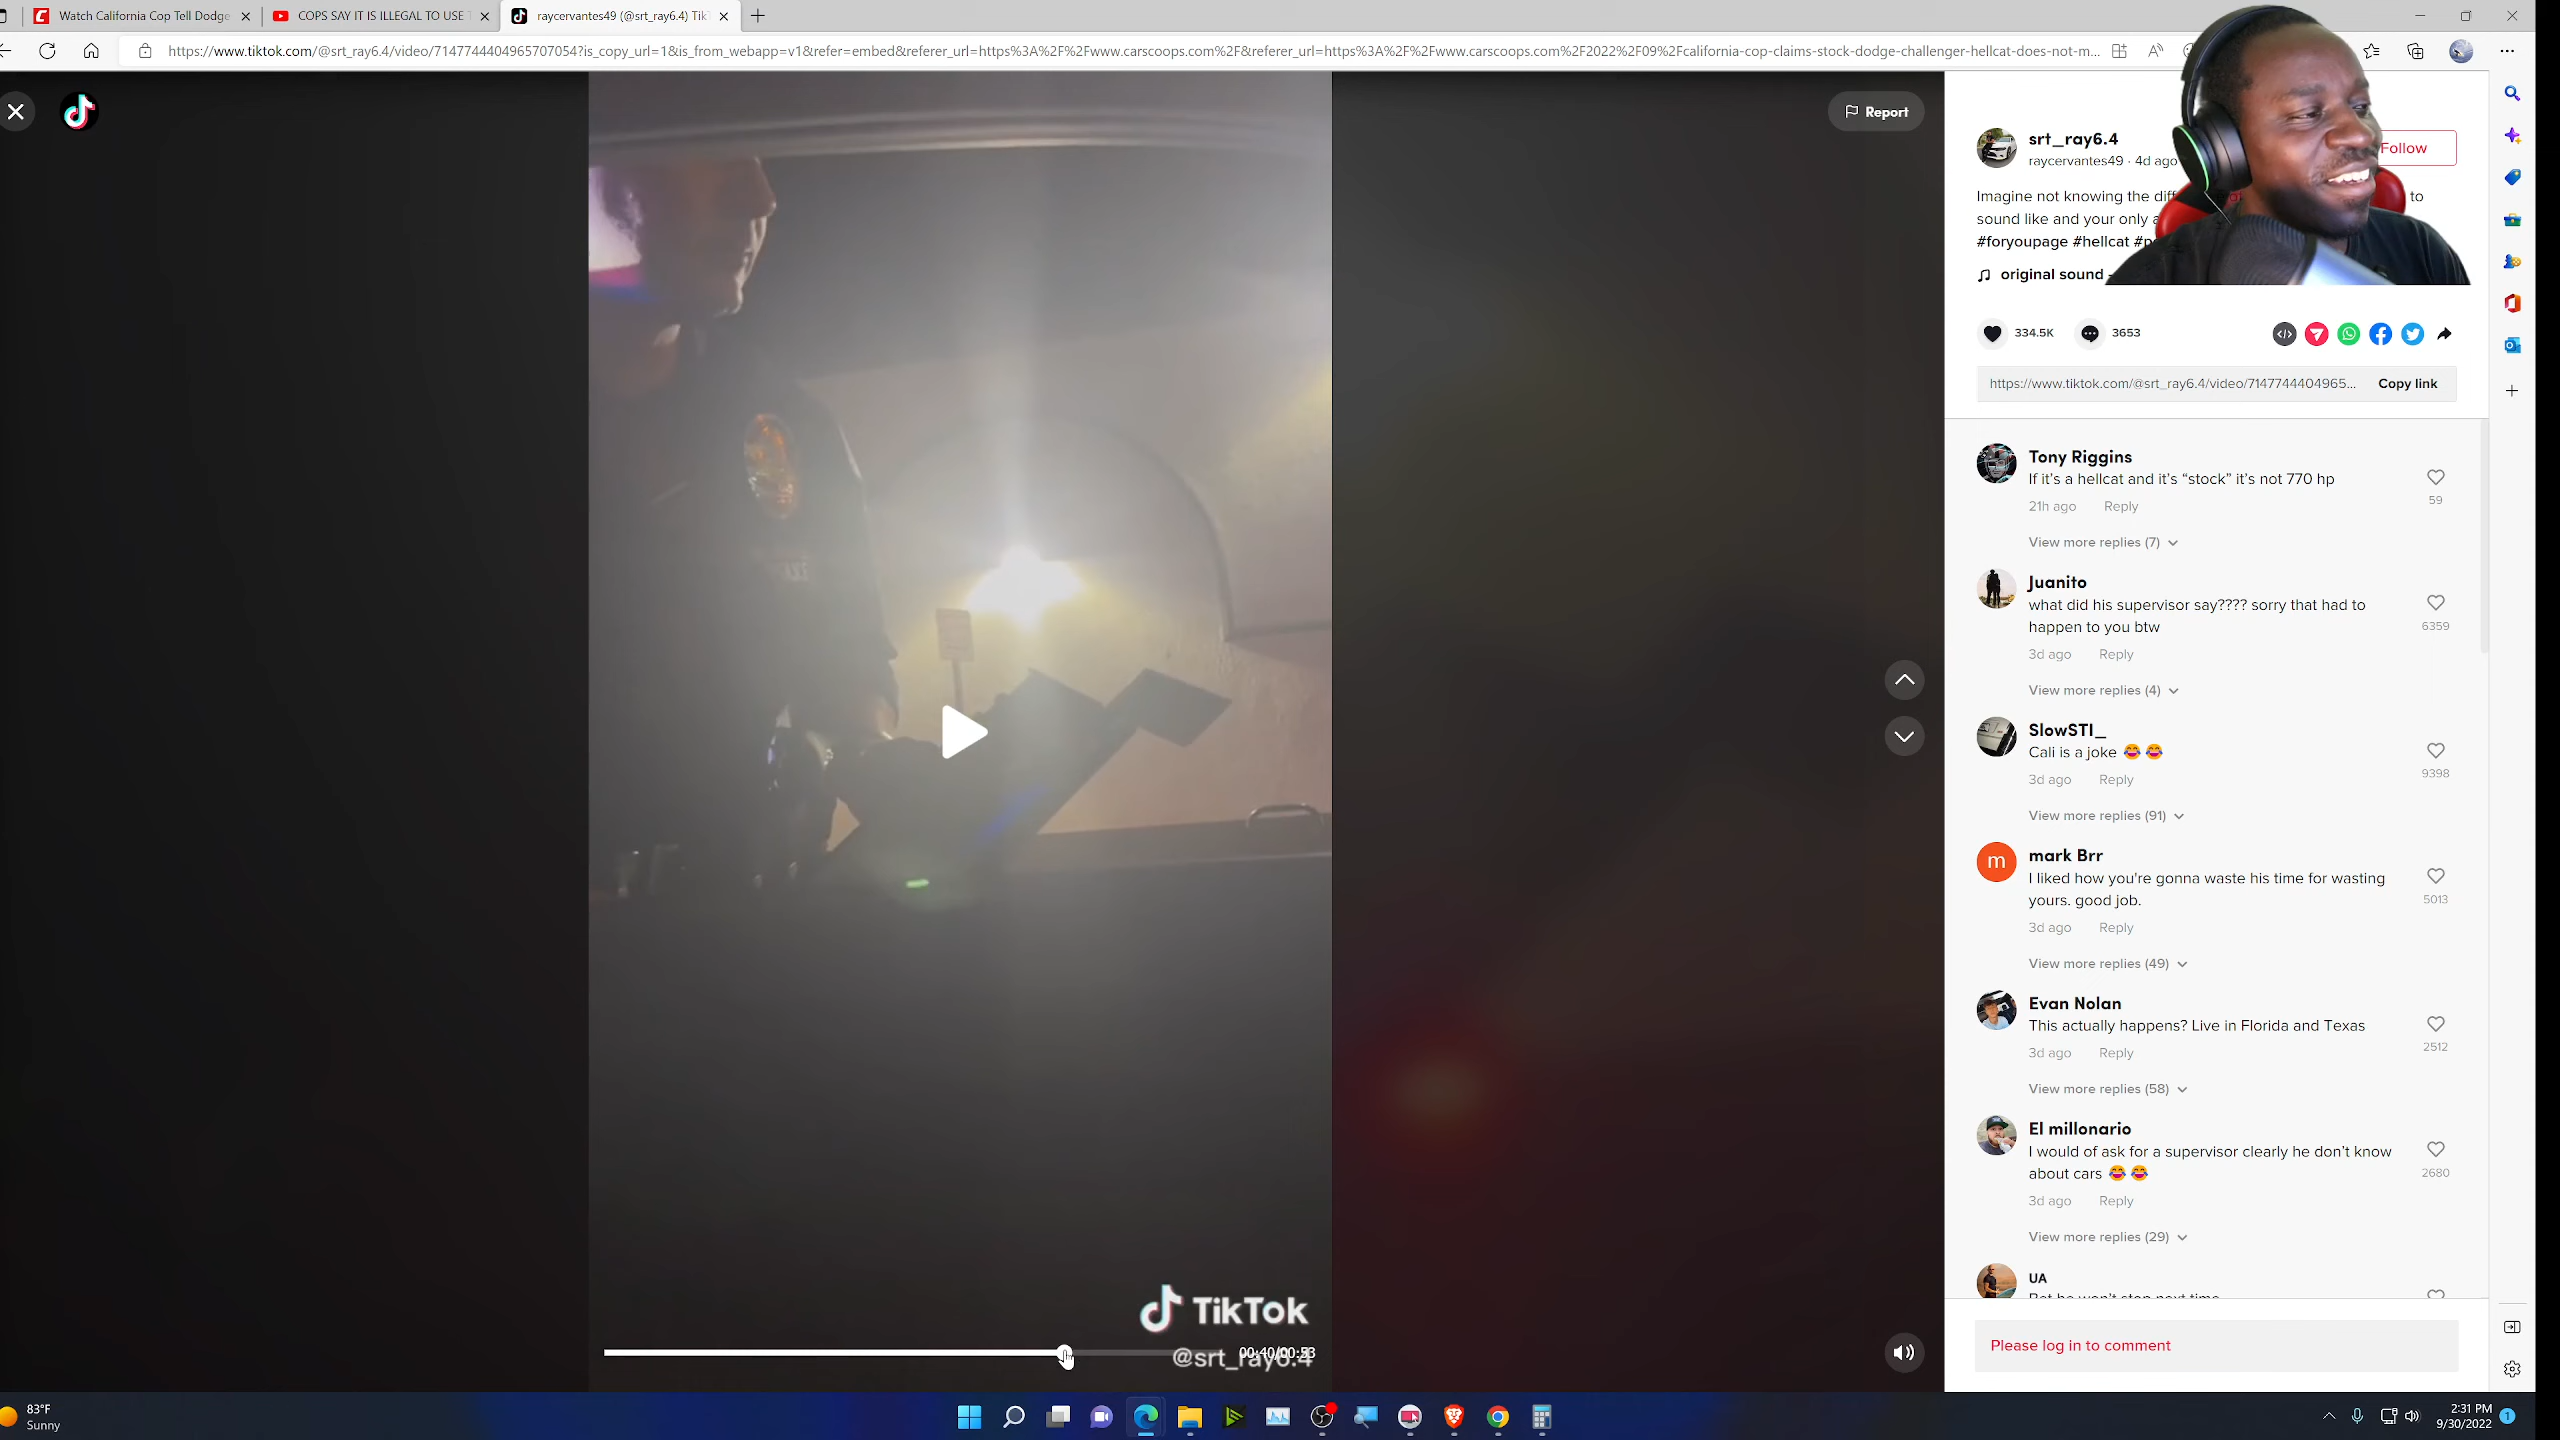 Watch California Cop Tell Dodge
COPS SAY IT IS ILLEGAL TO USE
raycervantes49 (@srt_ray6.4) Tik
https://www.tiktok.com/@srt_ray6.4/video/7147744404965707054?is_copy_url=1&is_from_webapp=v1&refer=embed&referer_url=https%3A%2F%2Fwww.carscoops.com%2F&referer_url=https%3A%2F%2Fwww.carscoops.com%2F2022%2F09%2Fcalifornia-cop-claims-stock-dodge-challenger-hellcat-does-not-m...
Report
srt_ray6.4
raycervantes49 · 4d ago
Follow
Imagine not knowing the diff to
sound like and your only a
#foryoupage #hellcat #p
original sound -
334.5K
3653
https://www.tiktok.com/@srt_ray6.4/video/7147744404965...
Copy link
Tony Riggins
If it's a hellcat and it's “stock” it's not 770 hp
59
21h ago Reply
View more replies (7)
Juanito
what did his supervisor say???? sorry that had to
happen to you btw
6359
3d ago Reply
View more replies (4)
SlowSTI_
Cali is a joke 😂 😂
9398
3d ago Reply
View more replies (91)
m
mark Brr
I liked how you're gonna waste his time for wasting
yours. good job.
5013
3d ago Reply
View more replies (49)
Evan Nolan
This actually happens? Live in Florida and Texas
2512
3d ago Reply
View more replies (58)
El millonario
I would of ask for a supervisor clearly he don't know
about cars 😂 😂
2680
3d ago Reply
View more replies (29)
UA
Bet he won't stop next time
TikTok
@srt_ray6.4
00:40/00:53
Please log in to comment
83°F
Sunny
2:31 PM
9/30/2022
1